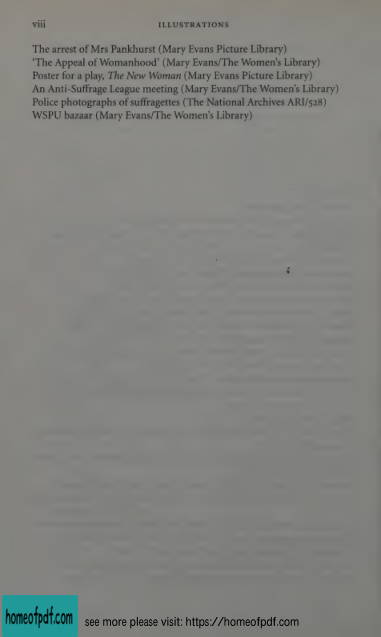 viii ILLUSTRATIONS
The arrest of Mrs Pankhurst (Mary Evans Picture Library)
‘The Appeal of Womanhood’ (Mary Evans/The Women’s Library)
Poster for a play, The New Woman (Mary Evans Picture Library)
An Anti-Suffrage League meeting (Mary Evans/The Women’s Library)
Police photographs of suffragettes (The National Archives ARI/528)
WSPU bazaar (Mary Evans/The Women’s Library)
homeofpdf.com see more please visit: https://homeofpdf.com